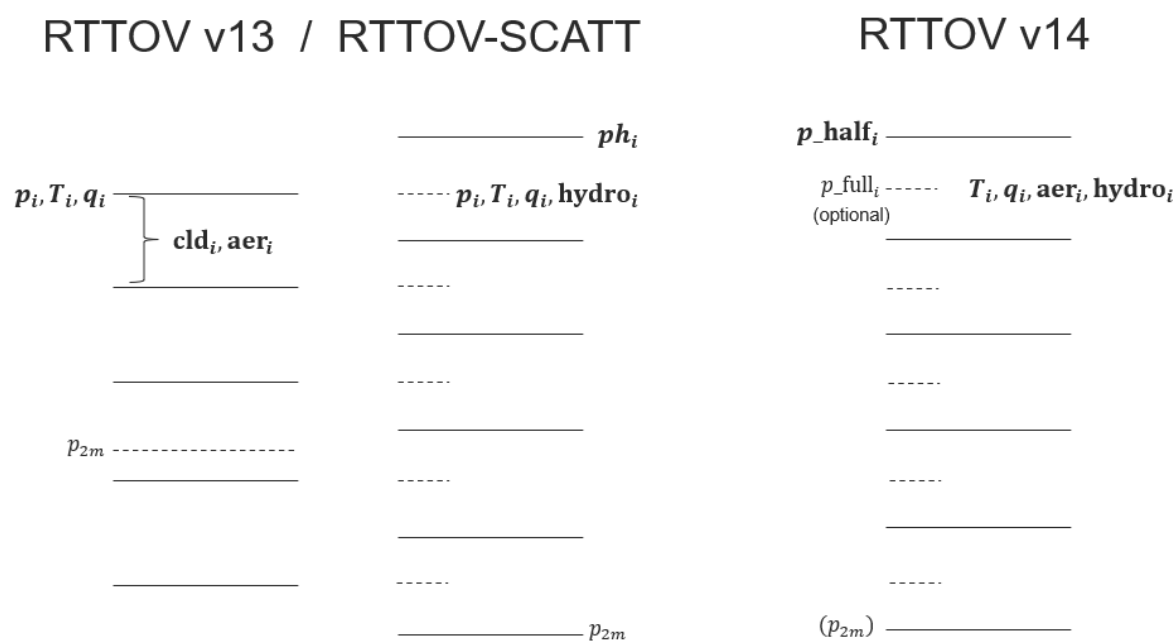 RTTOV v13 / RTTOV-SCATT
RTTOV v14
ph_i
p_i, T_i, q_i
cld_i, aer_i
p_i, T_i, q_i, hydro_i
p_half_i
p_full_i
(optional)
T_i, q_i, aer_i, hydro_i
p_2m
p_2m
(p_2m)